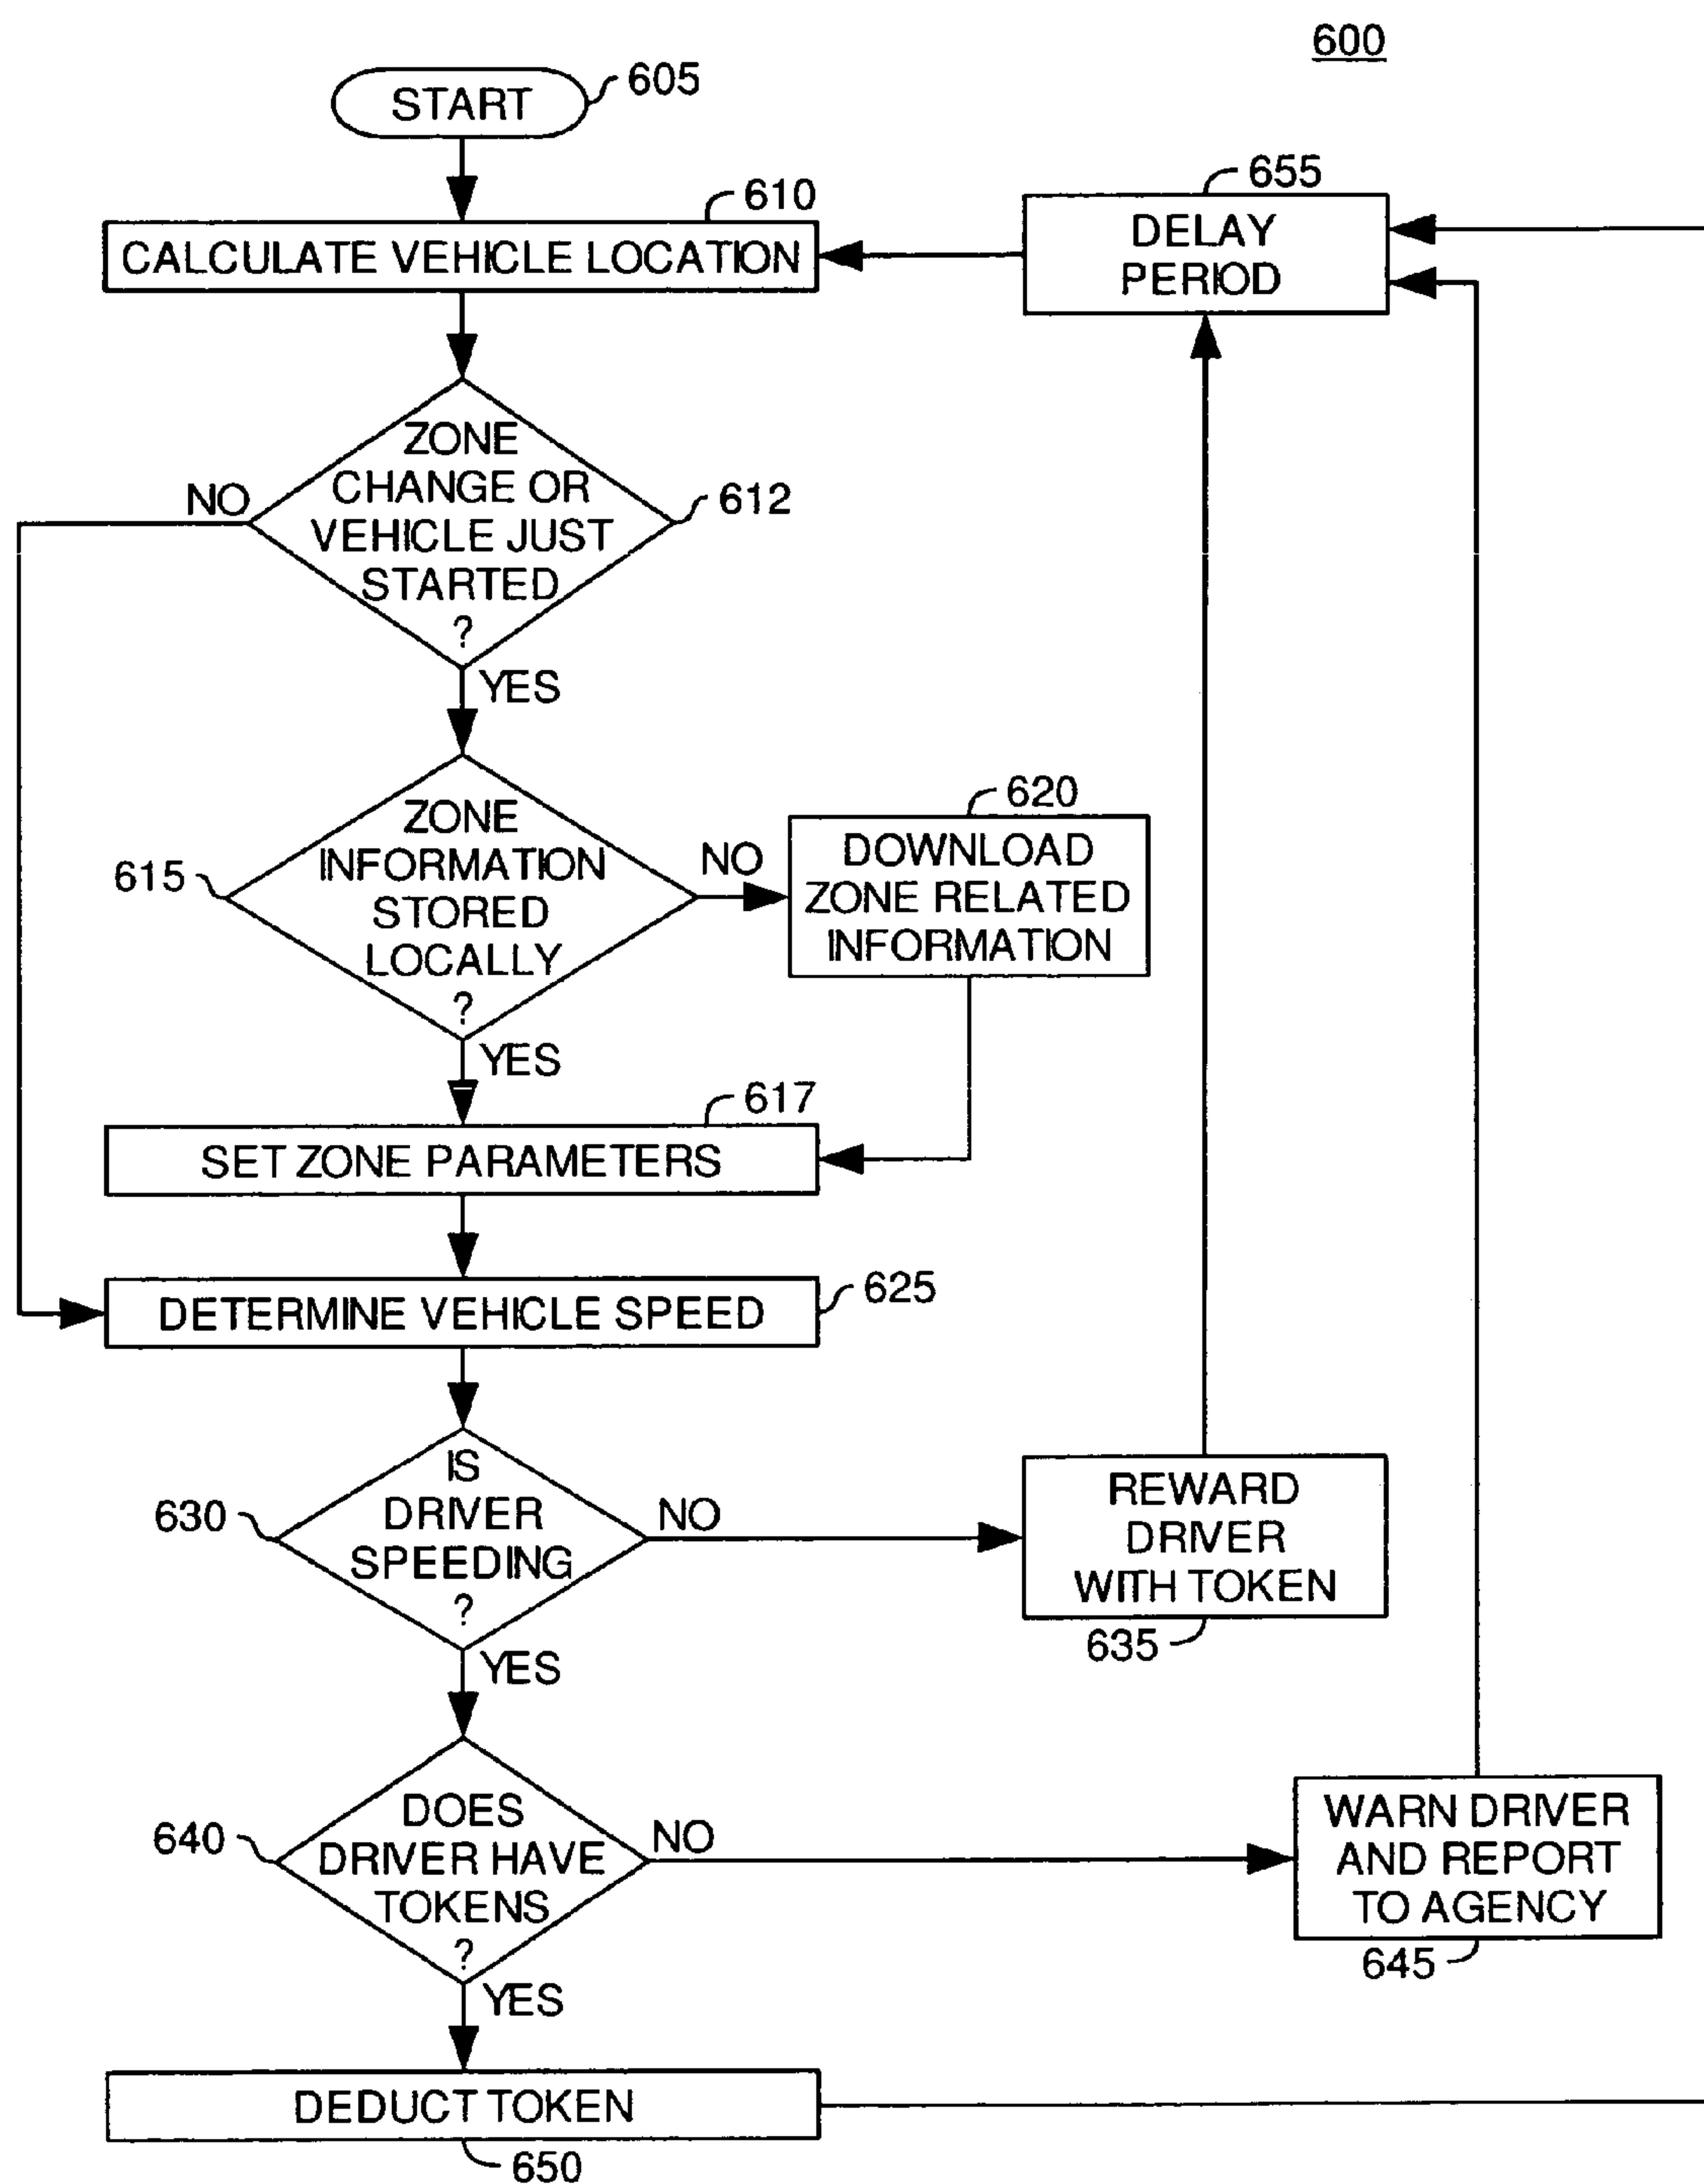 600
START
605
610
CALCULATE VEHICLE LOCATION
655
DELAY
PERIOD
ZONE
CHANGE OR
VEHICLE JUST
STARTED
?
612
NO
YES
ZONE
INFORMATION
STORED
LOCALLY
?
615
NO
YES
620
DOWNLOAD
ZONE RELATED
INFORMATION
617
SET ZONE PARAMETERS
DETERMINE VEHICLE SPEED
625
IS
DRIVER
SPEEDING
?
630
NO
YES
REWARD
DRIVER
WITH TOKEN
635
DOES
DRIVER HAVE
TOKENS
?
640
NO
YES
WARN DRIVER
AND REPORT
TO AGENCY
645
DEDUCT TOKEN
650